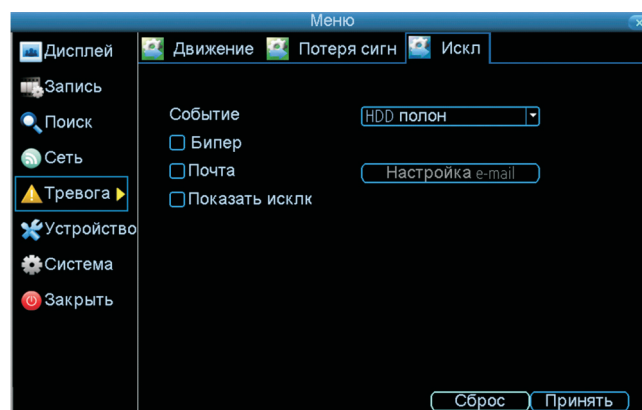 Меню
Дисплей
Запись
Поиск
Сеть
Тревога
Устройство
Система
Закрыть
Движение Потеря сигн Искл
Событие HDD полон
Бипер
Почта Настройка e-mail
Показать исклк
Сброс Принять